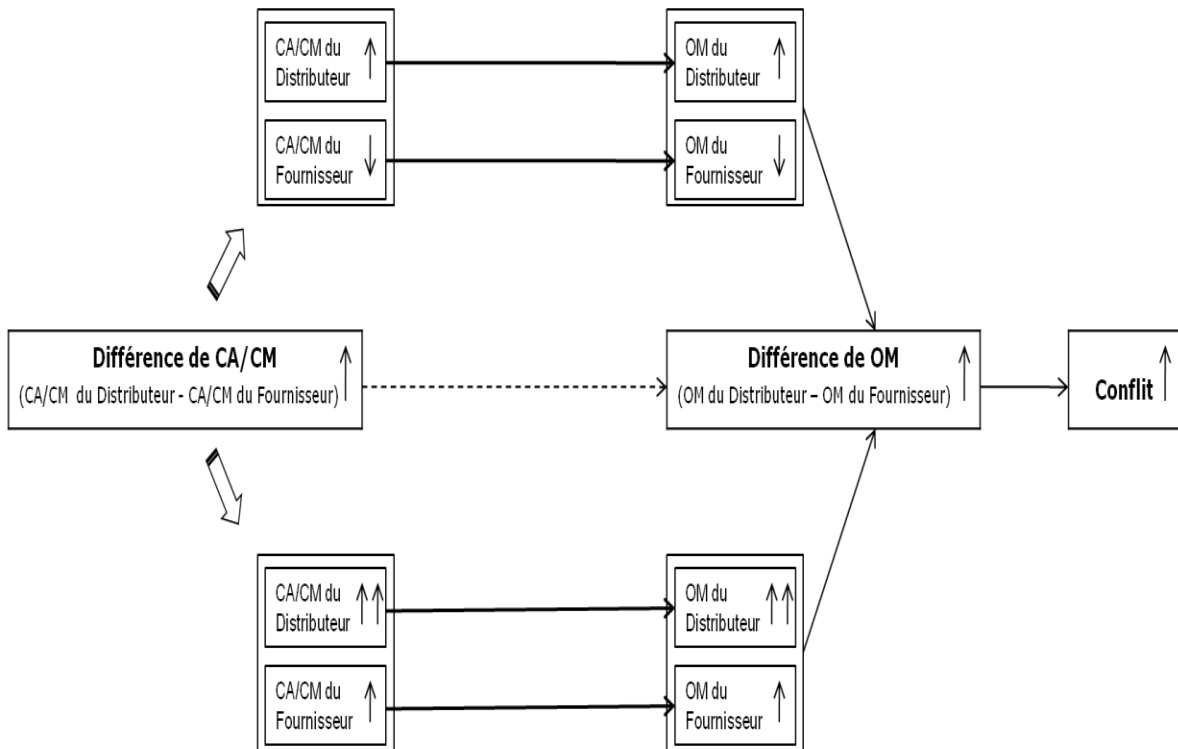 CA/CM du
Distributeur
OM du
Distributeur
CA/CM du
Fournisseur
OM du
Fournisseur
Différence de CA/CM
(CA/CM du Distributeur - CA/CM du Fournisseur)
Différence de OM
(OM du Distributeur – OM du Fournisseur)
Conflit
CA/CM du
Distributeur
OM du
Distributeur
CA/CM du
Fournisseur
OM du
Fournisseur